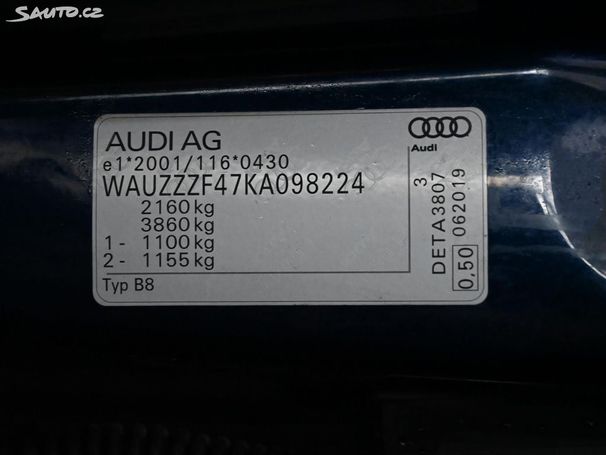 Sauto.cz
AUDI AG
e1*2001/116*0430
WAUZZZF47KA098224
2160 kg
3860 kg
1 - 1100 kg
2 - 1155 kg
Typ B8
Audi
3
DETA3807
062019
0,50